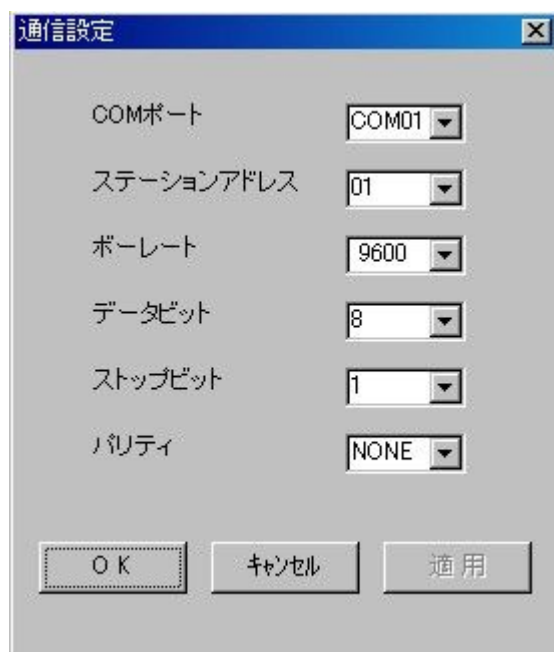 通信設定
COMポート COM01
ステーションアドレス 01
ボーレート 9600
データビット 8
ストップビット 1
パリティ NONE
OK キャンセル 適用